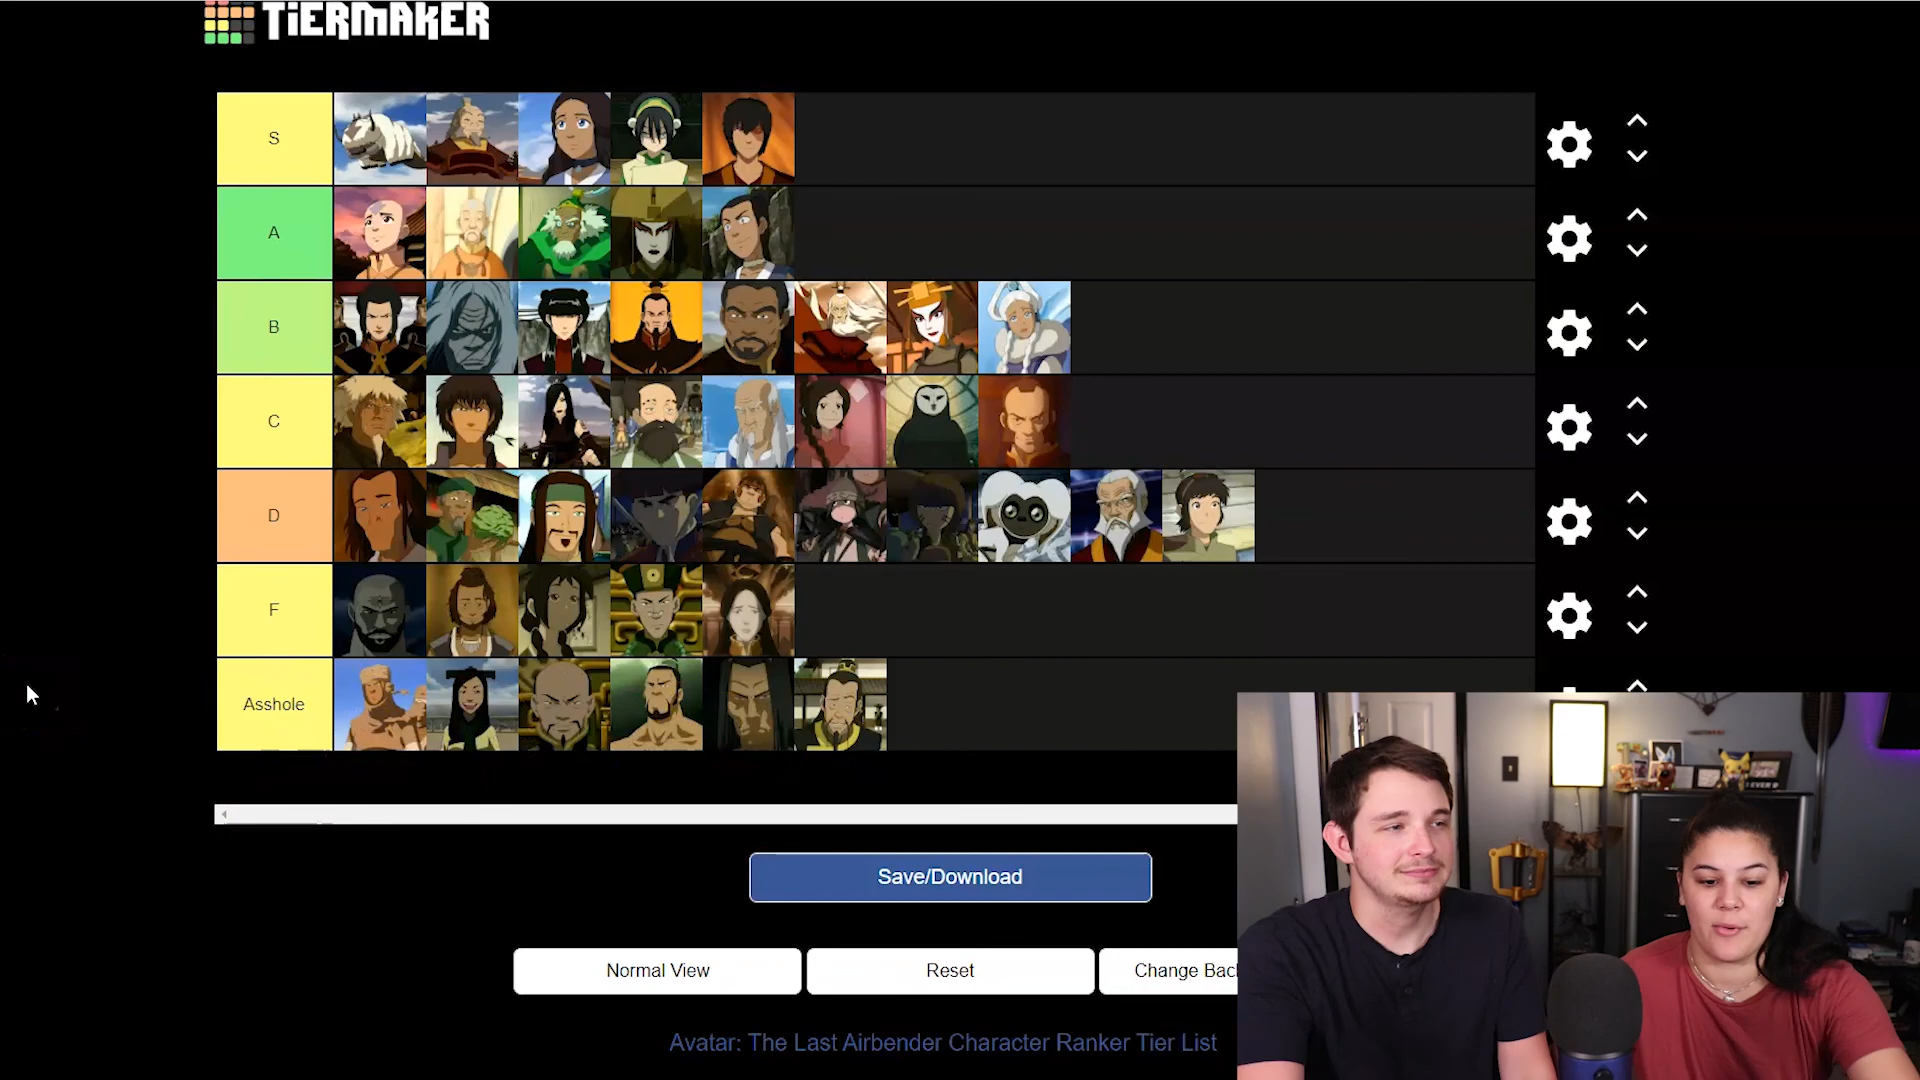 TiERMAKER
S
A
B
C
D
F
Asshole
Save/Download
Normal View
Reset
Change Bac
Avatar: The Last Airbender Character Ranker Tier List